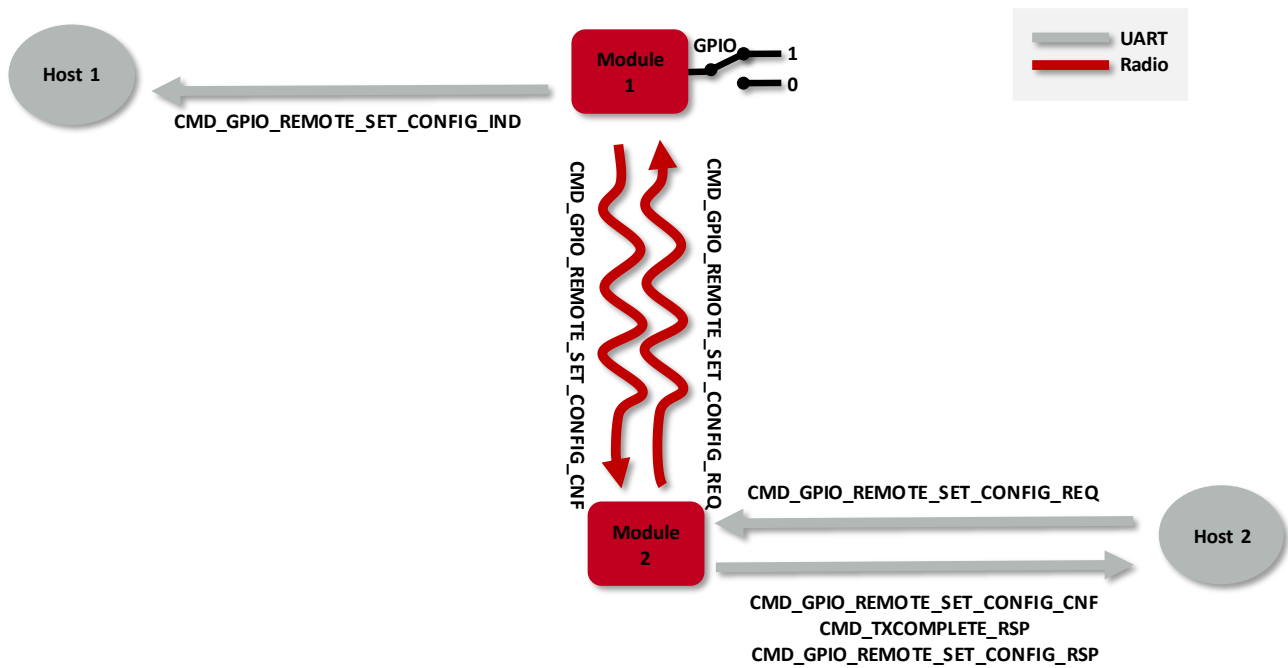 Host 1
Module
1
GPIO
1
0
UART
Radio
CMD_GPIO_REMOTE_SET_CONFIG_IND
CMD_GPIO_REMOTE_SET_CONFIG_CNF
CMD_GPIO_REMOTE_SET_CONFIG_REQ
CMD_GPIO_REMOTE_SET_CONFIG_REQ
Module
2
Host 2
CMD_GPIO_REMOTE_SET_CONFIG_CNF
CMD_TXCOMPLETE_RSP
CMD_GPIO_REMOTE_SET_CONFIG_RSP